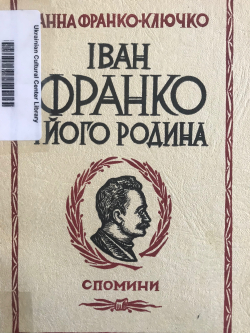 АННА ФРАНКО-КЛЮЧКО
ІВАН
ФРАНКО
І ЙОГО РОДИНА
СПОМИНИ
Ukrainian Cultural Center Library